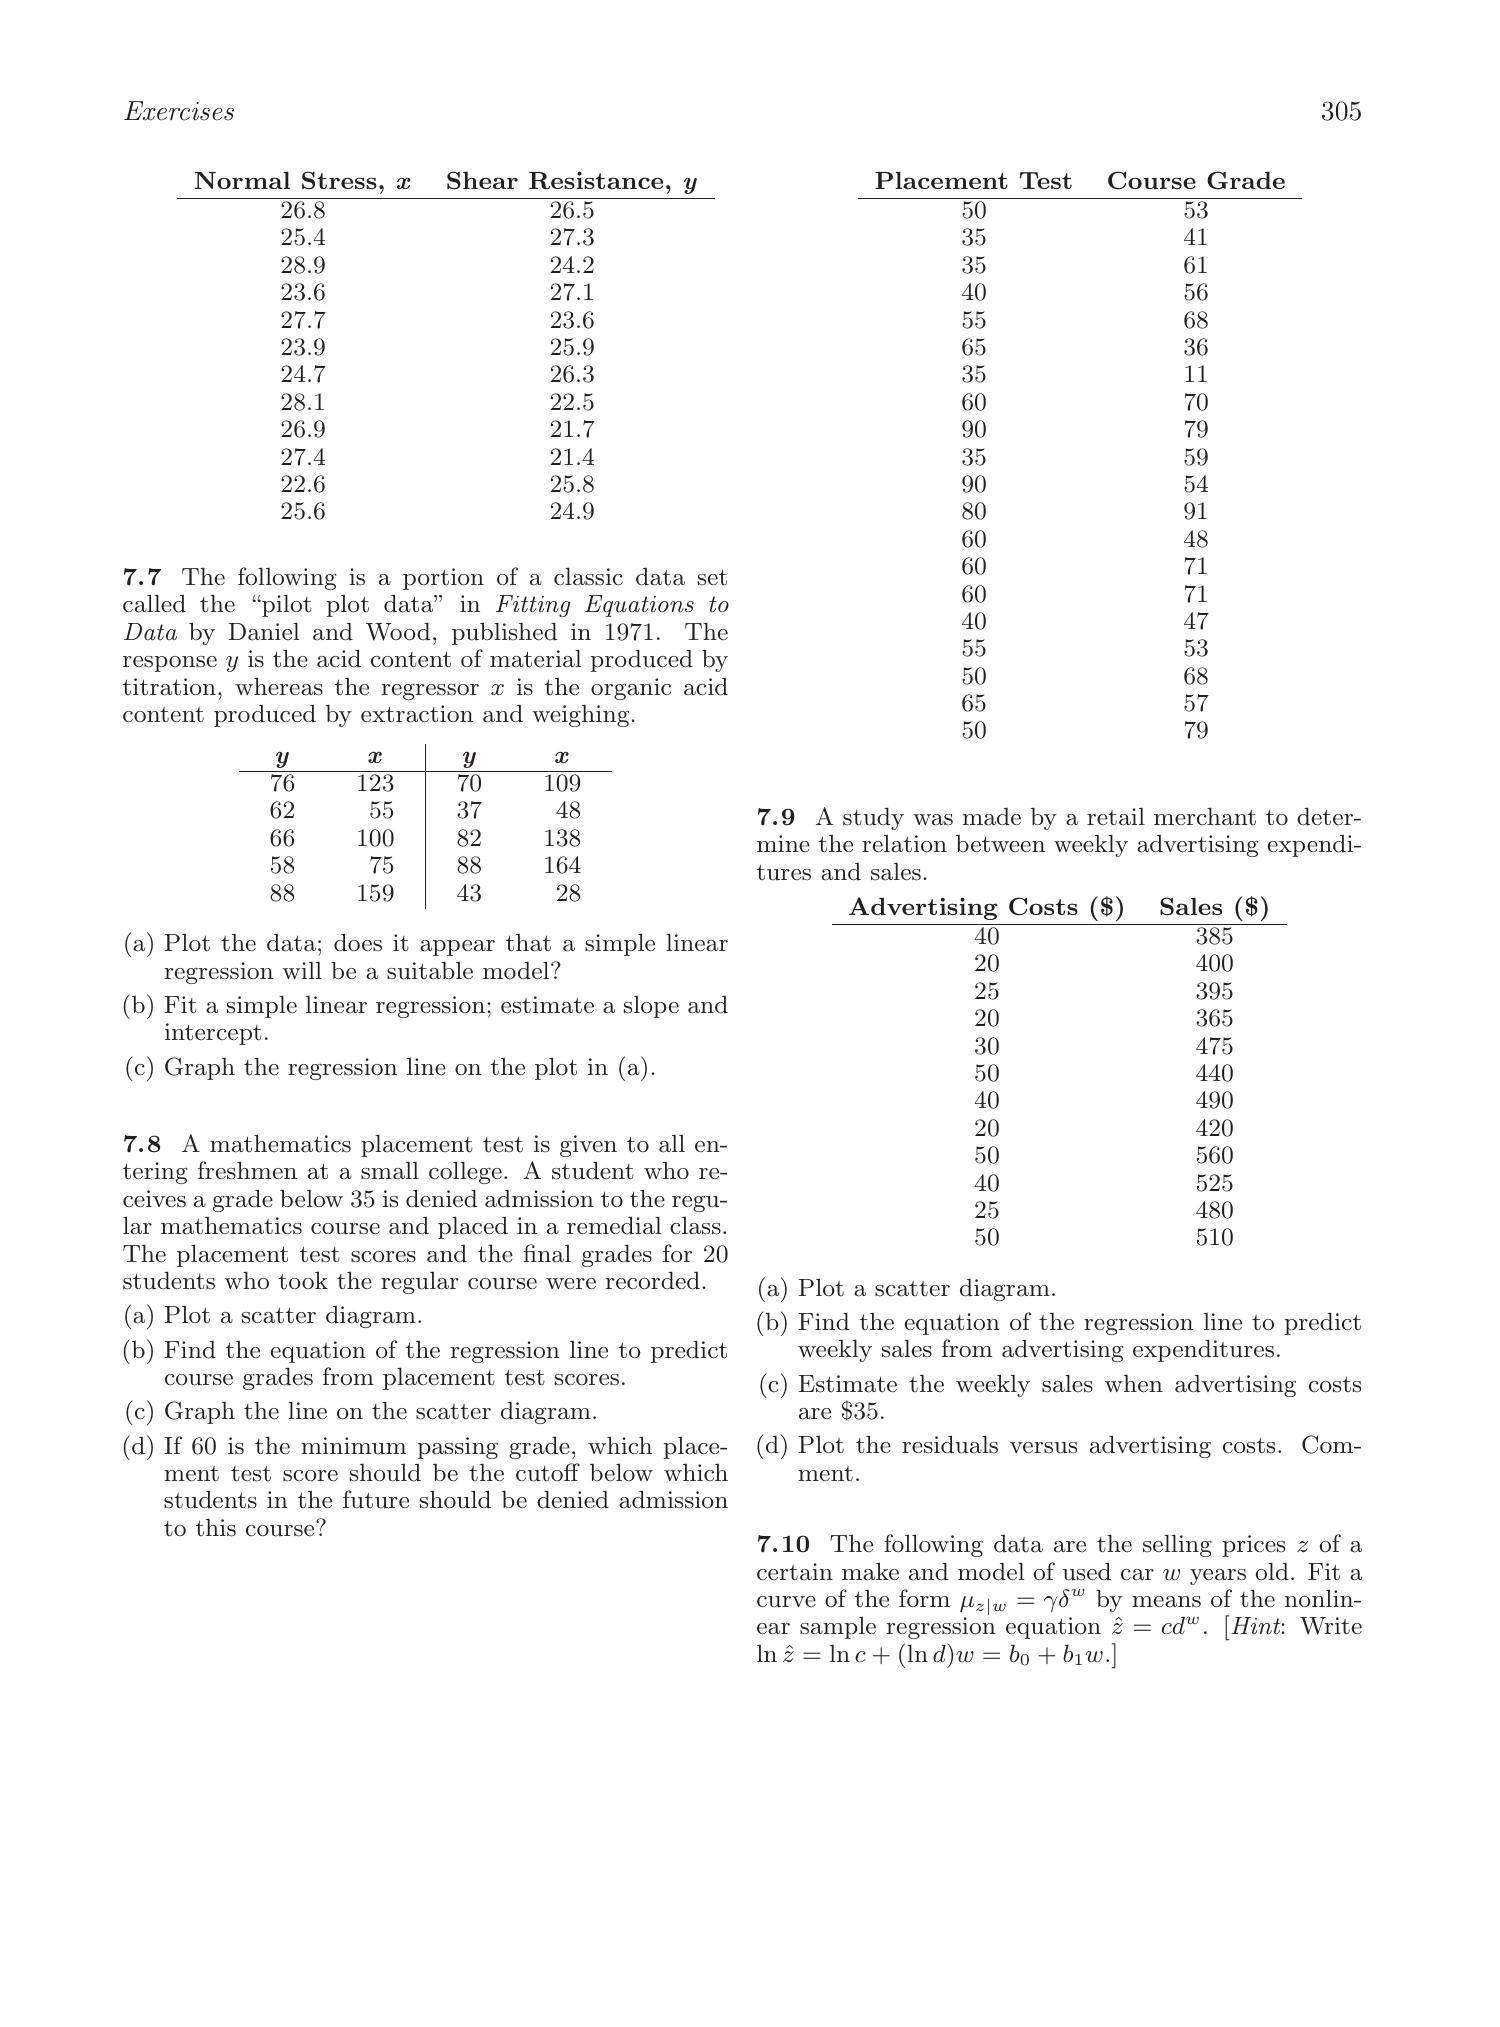 Exercises 305
Normal Stress, x Shear Resistance, y
26.8 26.5
25.4 27.3
28.9 24.2
23.6 27.1
27.7 23.6
23.9 25.9
24.7 26.3
28.1 22.5
26.9 21.7
27.4 21.4
22.6 25.8
25.6 24.9
7.7 The following is a portion of a classic data set
called the “pilot plot data” in Fitting Equations to
Data by Daniel and Wood, published in 1971. The
response y is the acid content of material produced by
titration, whereas the regressor x is the organic acid
content produced by extraction and weighing.
y x y x
76 123 70 109
62 55 37 48
66 100 82 138
58 75 88 164
88 159 43 28
(a) Plot the data; does it appear that a simple linear
regression will be a suitable model?
(b) Fit a simple linear regression; estimate a slope and
intercept.
(c) Graph the regression line on the plot in (a).
7.8 A mathematics placement test is given to all en-
tering freshmen at a small college. A student who re-
ceives a grade below 35 is denied admission to the regu-
lar mathematics course and placed in a remedial class.
The placement test scores and the final grades for 20
students who took the regular course were recorded.
(a) Plot a scatter diagram.
(b) Find the equation of the regression line to predict
course grades from placement test scores.
(c) Graph the line on the scatter diagram.
(d) If 60 is the minimum passing grade, which place-
ment test score should be the cutoff below which
students in the future should be denied admission
to this course?
Placement Test Course Grade
50 53
35 41
35 61
40 56
55 68
65 36
35 11
60 70
90 79
35 59
90 54
80 91
60 48
60 71
60 71
40 47
55 53
50 68
65 57
50 79
7.9 A study was made by a retail merchant to deter-
mine the relation between weekly advertising expendi-
tures and sales.
Advertising Costs ($) Sales ($)
40 385
20 400
25 395
20 365
30 475
50 440
40 490
20 420
50 560
40 525
25 480
50 510
(a) Plot a scatter diagram.
(b) Find the equation of the regression line to predict
weekly sales from advertising expenditures.
(c) Estimate the weekly sales when advertising costs
are $35.
(d) Plot the residuals versus advertising costs. Com-
ment.
7.10 The following data are the selling prices z of a
certain make and model of used car w years old. Fit a
curve of the form μ_{z|w} = γδ^w by means of the nonlin-
ear sample regression equation ẑ = cd^w. [Hint: Write
ln ẑ = ln c + (ln d)w = b₀ + b₁w.]